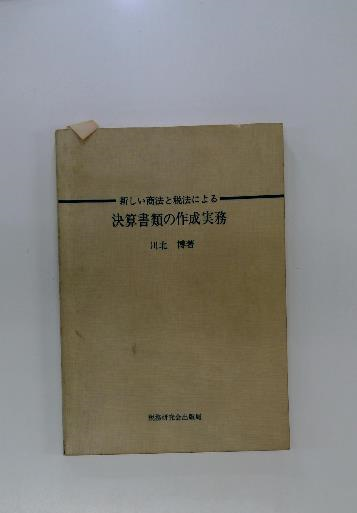 新しい商法と税法による
決算書類の作成実務
川北 博著
税務研究会出版局